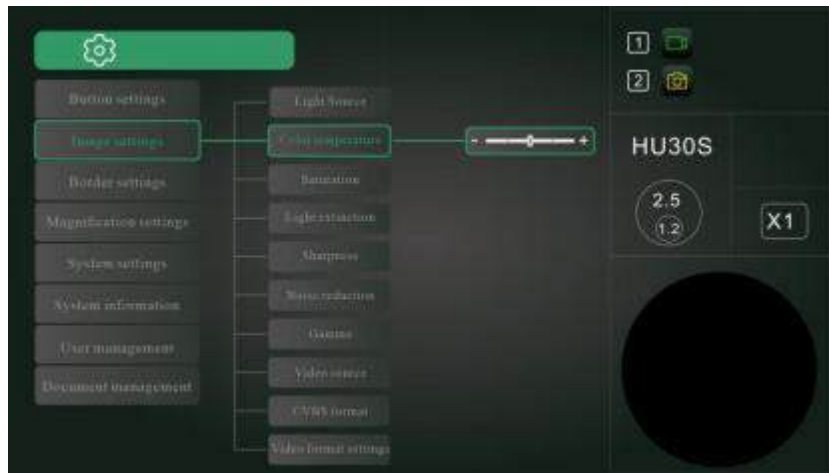 Button settings
Image settings
Border settings
Magnification settings
System settings
System information
User management
Document management
Light Source
Color temperature
Saturation
Light extinction
Sharpness
Noise reduction
Gamma
Video source
CVBS format
Video format settings
- +
1
2
HU30S
2.5
1.2
X1